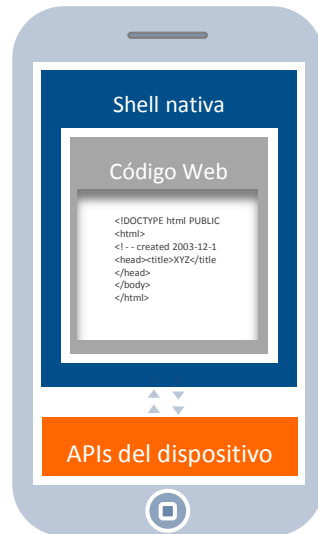 Shell nativa
Código Web
<!DOCTYPE html PUBLIC
<html>
<! - - created 2003-12-1
<head><title>XYZ</title
</head>
</body>
</html>
APIs del dispositivo